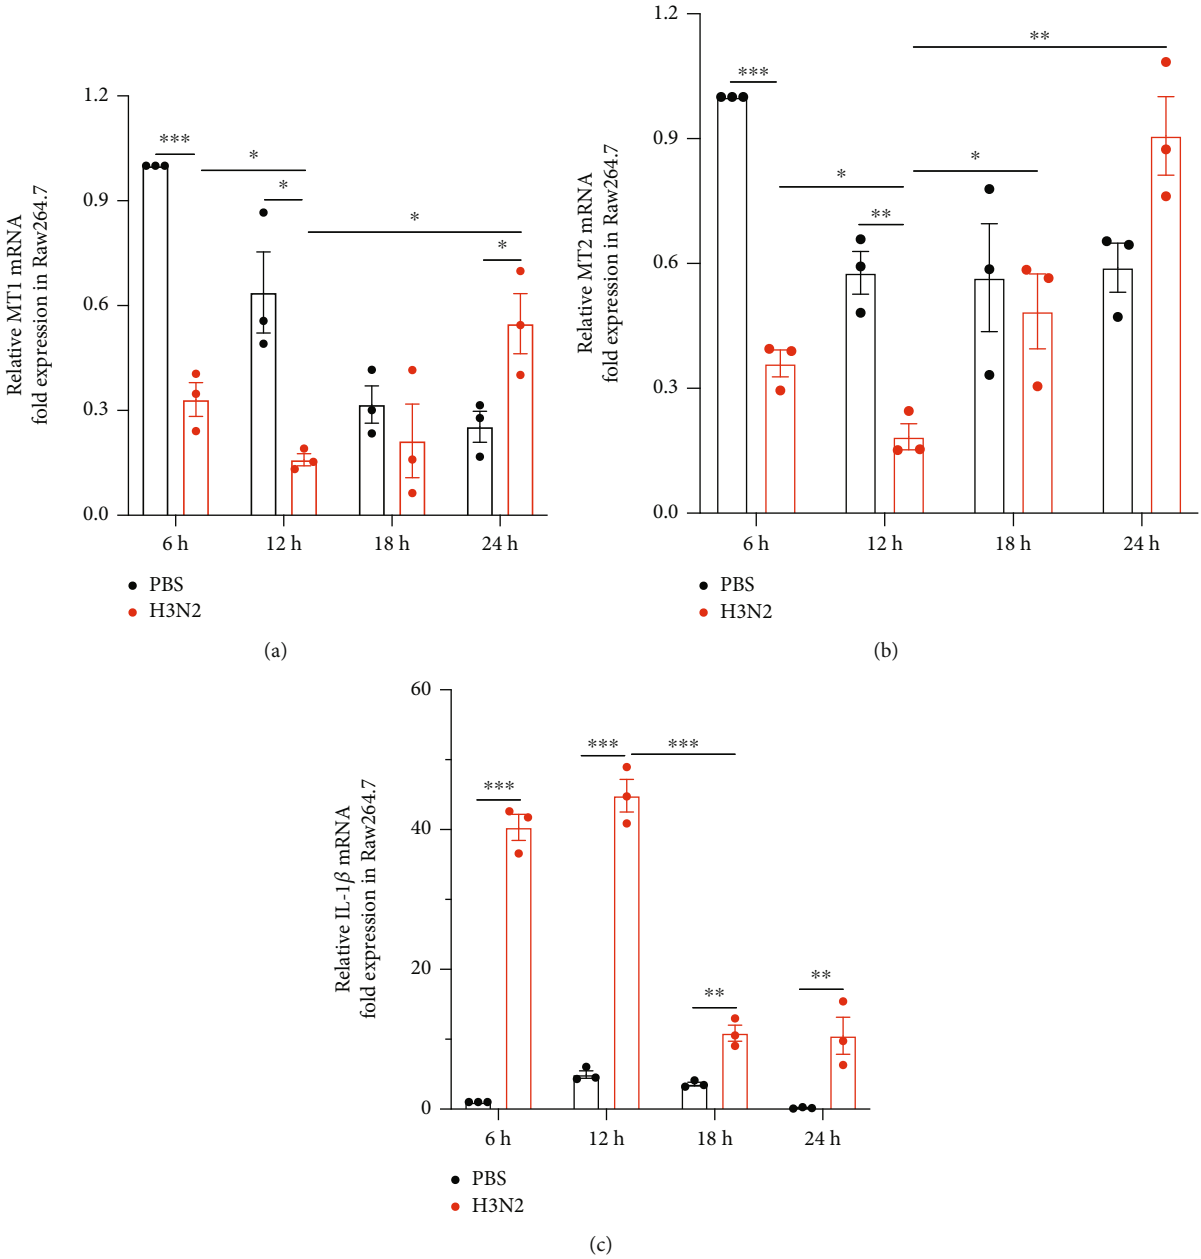 Relative MT1 mRNA
fold expression in Raw264.7
1.2
0.9
0.6
0.3
0.0
***
*
*
*
*
6 h 12 h 18 h 24 h
PBS
H3N2
(a)
Relative MT2 mRNA
fold expression in Raw264.7
1.2
0.9
0.6
0.3
0.0
**
***
*
*
**
6 h 12 h 18 h 24 h
PBS
H3N2
(b)
Relative IL-1β mRNA
fold expression in Raw264.7
60
40
20
0
*** ***
***
**
**
6 h 12 h 18 h 24 h
PBS
H3N2
(c)